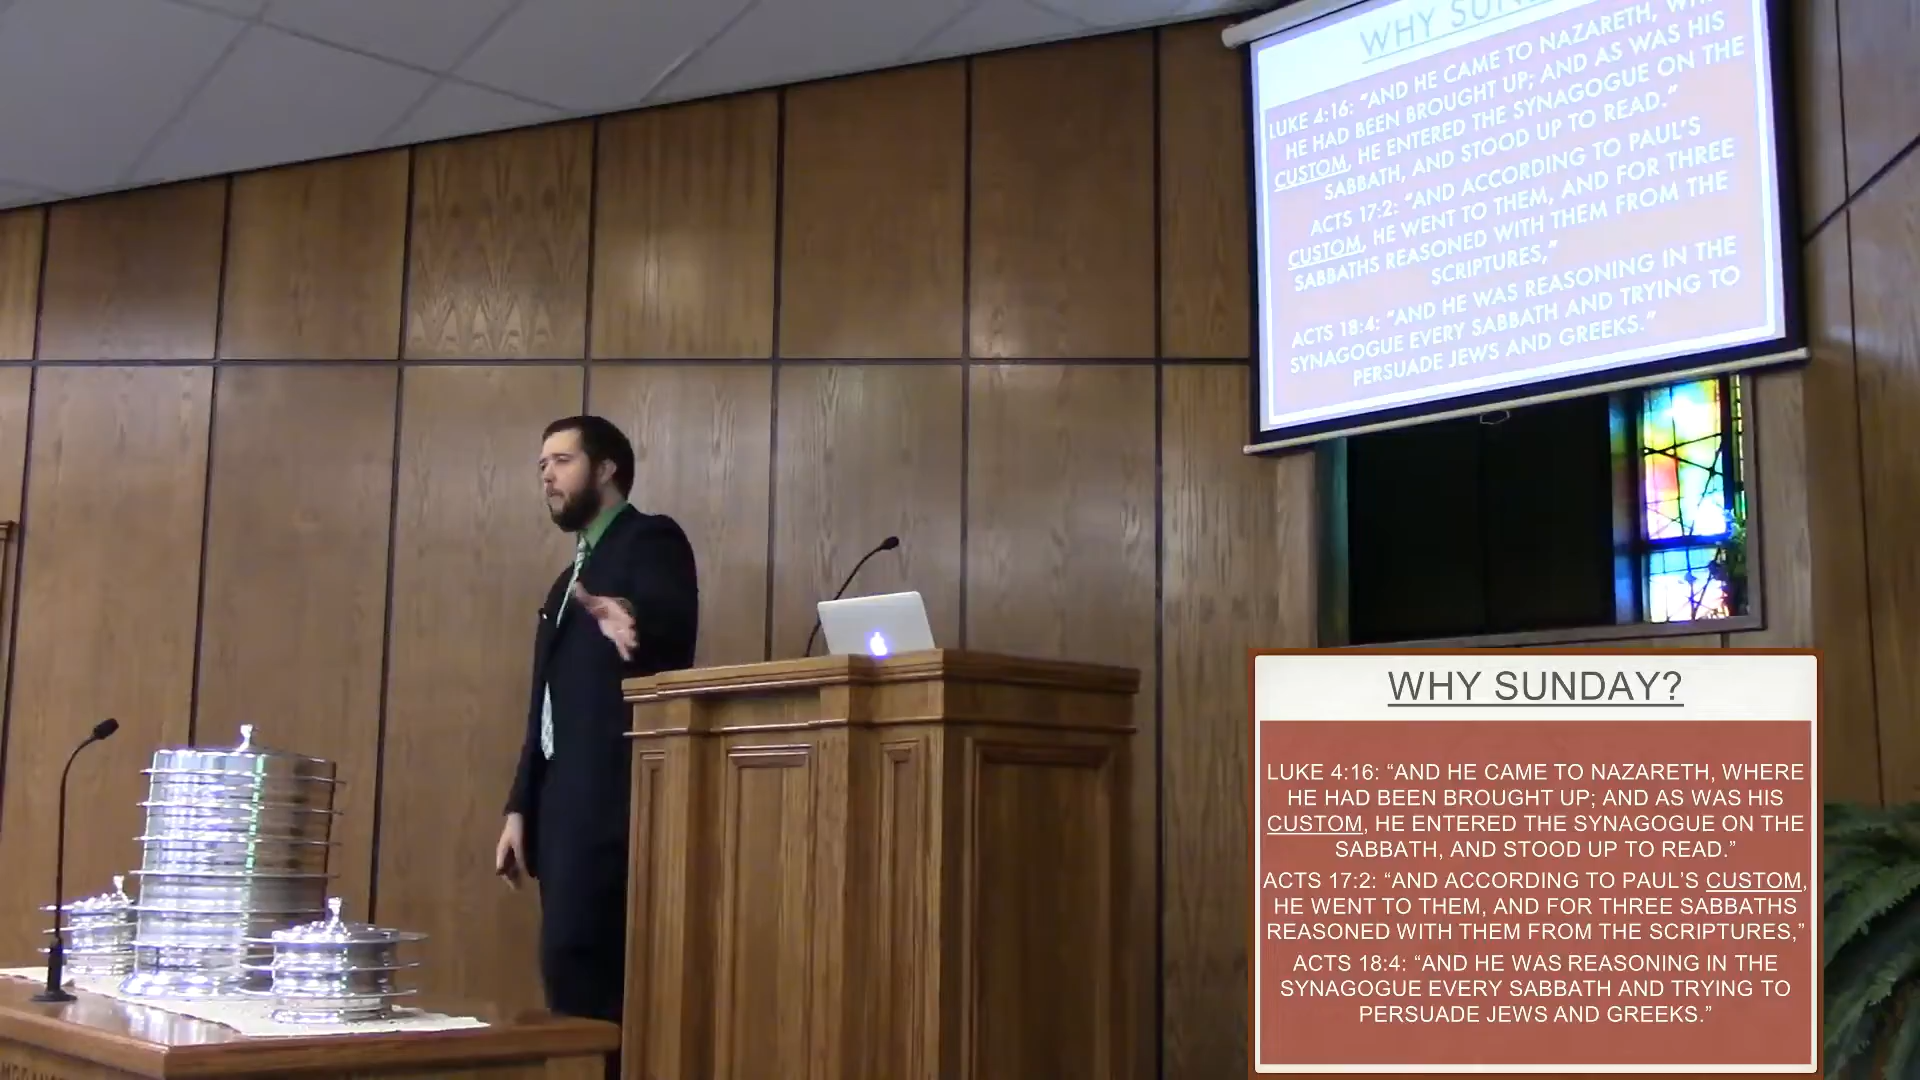 WHY SUN
LUKE 4:16: “AND HE CAME TO NAZARETH,
HE HAD BEEN BROUGHT UP; AND AS WAS HIS
CUSTOM, HE ENTERED THE SYNAGOGUE ON THE
SABBATH, AND STOOD UP TO READ.”
ACTS 17:2: “AND ACCORDING TO PAUL’S
CUSTOM, HE WENT TO THEM, AND FOR THREE
SABBATHS REASONED WITH THEM FROM THE
SCRIPTURES,”
ACTS 18:4: “AND HE WAS REASONING IN THE
SYNAGOGUE EVERY SABBATH AND TRYING TO
PERSUADE JEWS AND GREEKS.”
WHY SUNDAY?
LUKE 4:16: “AND HE CAME TO NAZARETH, WHERE
HE HAD BEEN BROUGHT UP; AND AS WAS HIS
CUSTOM, HE ENTERED THE SYNAGOGUE ON THE
SABBATH, AND STOOD UP TO READ.”
ACTS 17:2: “AND ACCORDING TO PAUL’S CUSTOM,
HE WENT TO THEM, AND FOR THREE SABBATHS
REASONED WITH THEM FROM THE SCRIPTURES,”
ACTS 18:4: “AND HE WAS REASONING IN THE
SYNAGOGUE EVERY SABBATH AND TRYING TO
PERSUADE JEWS AND GREEKS.”